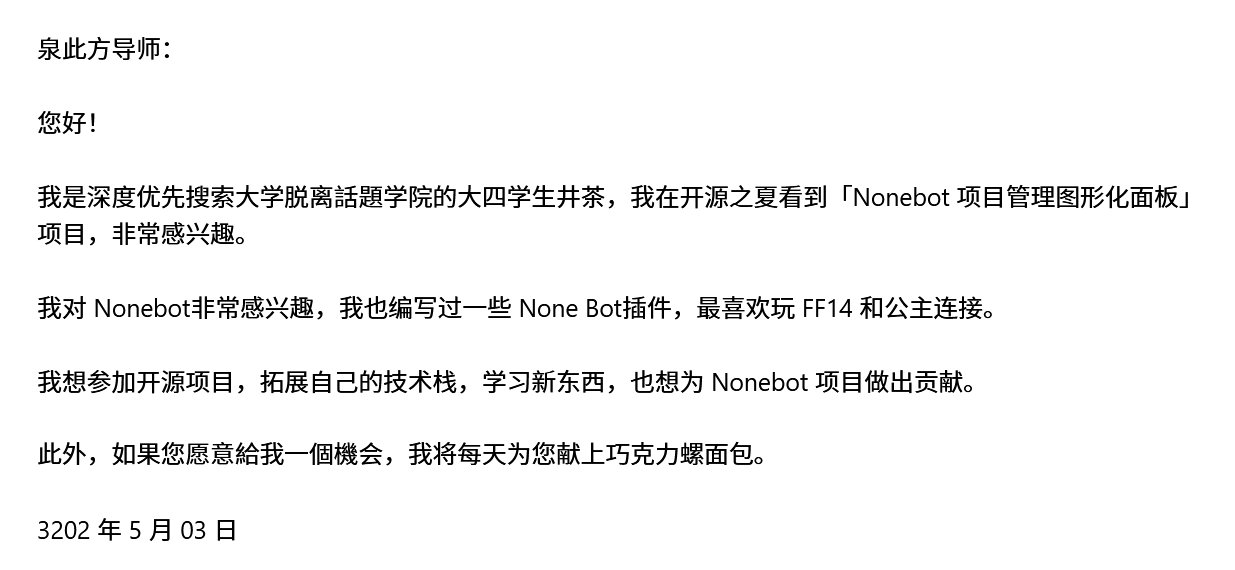 泉此方导师：
您好！
我是深度优先搜索大学脱离話題学院的大四学生井茶，我在开源之夏看到「Nonebot 项目管理图形化面板」
项目，非常感兴趣。
我对 Nonebot非常感兴趣，我也编写过一些 None Bot插件，最喜欢玩 FF14 和公主连接。
我想参加开源项目，拓展自己的技术栈，学习新东西，也想为 Nonebot 项目做出贡献。
此外，如果您愿意給我一個機会，我将每天为您献上巧克力螺面包。
3202 年 5 月 03 日